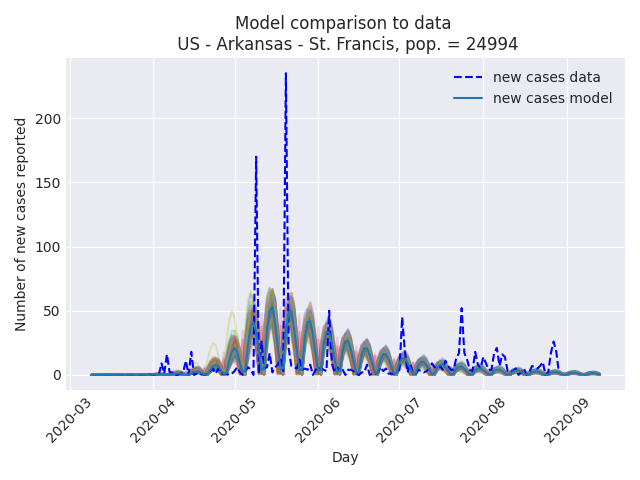 Model comparison to data
US - Arkansas - St. Francis, pop. = 24994
new cases data
new cases model
Number of new cases reported
200
150
100
50
0
2020-03
2020-04
2020-05
2020-06
2020-07
2020-08
2020-09
Day